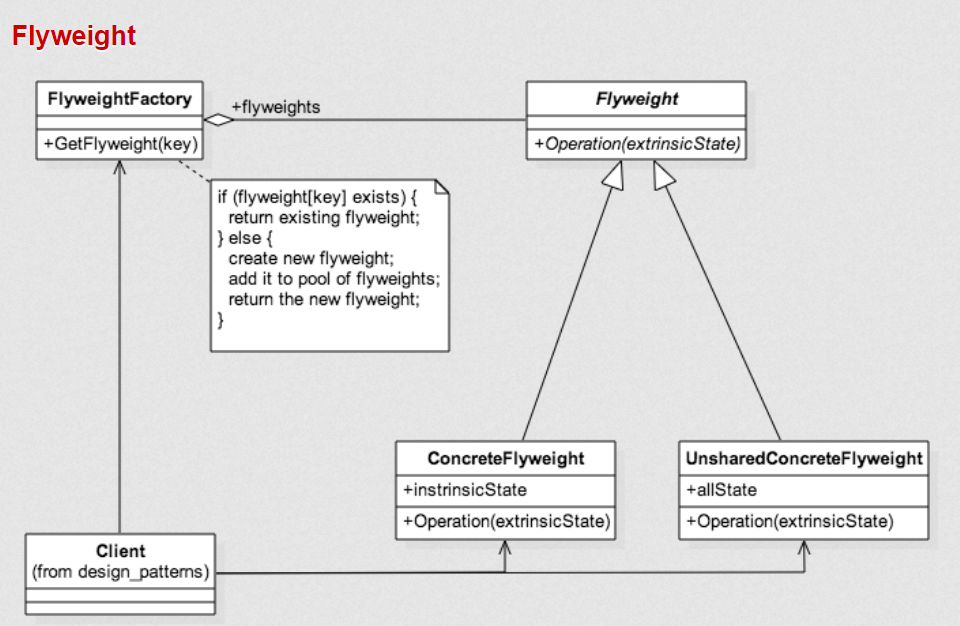 Flyweight
FlyweightFactory
+GetFlyweight(key)
+flyweights
Flyweight
+Operation(extrinsicState)
if (flyweight[key] exists) {
return existing flyweight;
} else {
create new flyweight;
add it to pool of flyweights;
return the new flyweight;
}
ConcreteFlyweight
+instrinsicState
+Operation(extrinsicState)
UnsharedConcreteFlyweight
+allState
+Operation(extrinsicState)
Client
(from design_patterns)